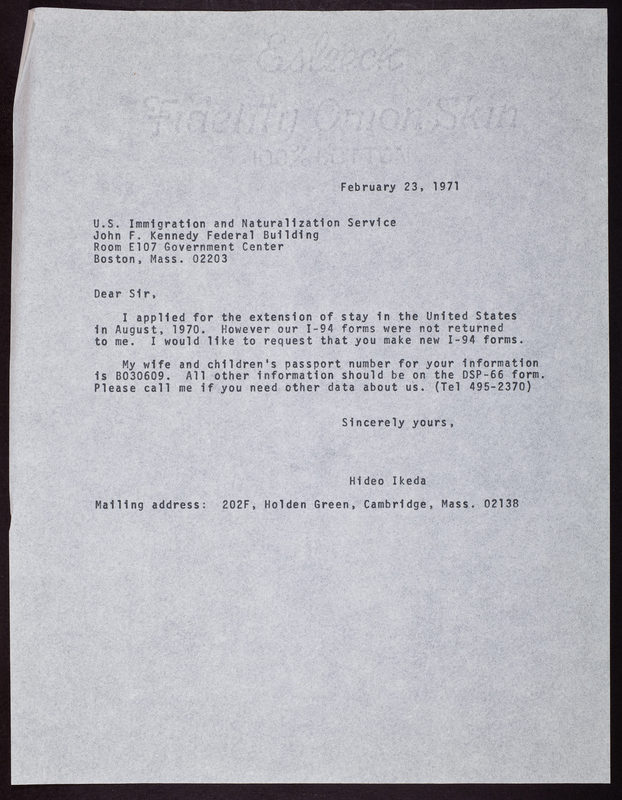 Esleeck
Fidelity Onion Skin
100% COTTON
February 23, 1971
U.S. Immigration and Naturalization Service
John F. Kennedy Federal Building
Room E107 Government Center
Boston, Mass. 02203
Dear Sir,
I applied for the extension of stay in the United States
in August, 1970. However our I-94 forms were not returned
to me. I would like to request that you make new I-94 forms.
My wife and children's passport number for your information
is BO30609. All other information should be on the DSP-66 form.
Please call me if you need other data about us. (Tel 495-2370)
Sincerely yours,
Hideo Ikeda
Mailing address: 202F, Holden Green, Cambridge, Mass. 02138